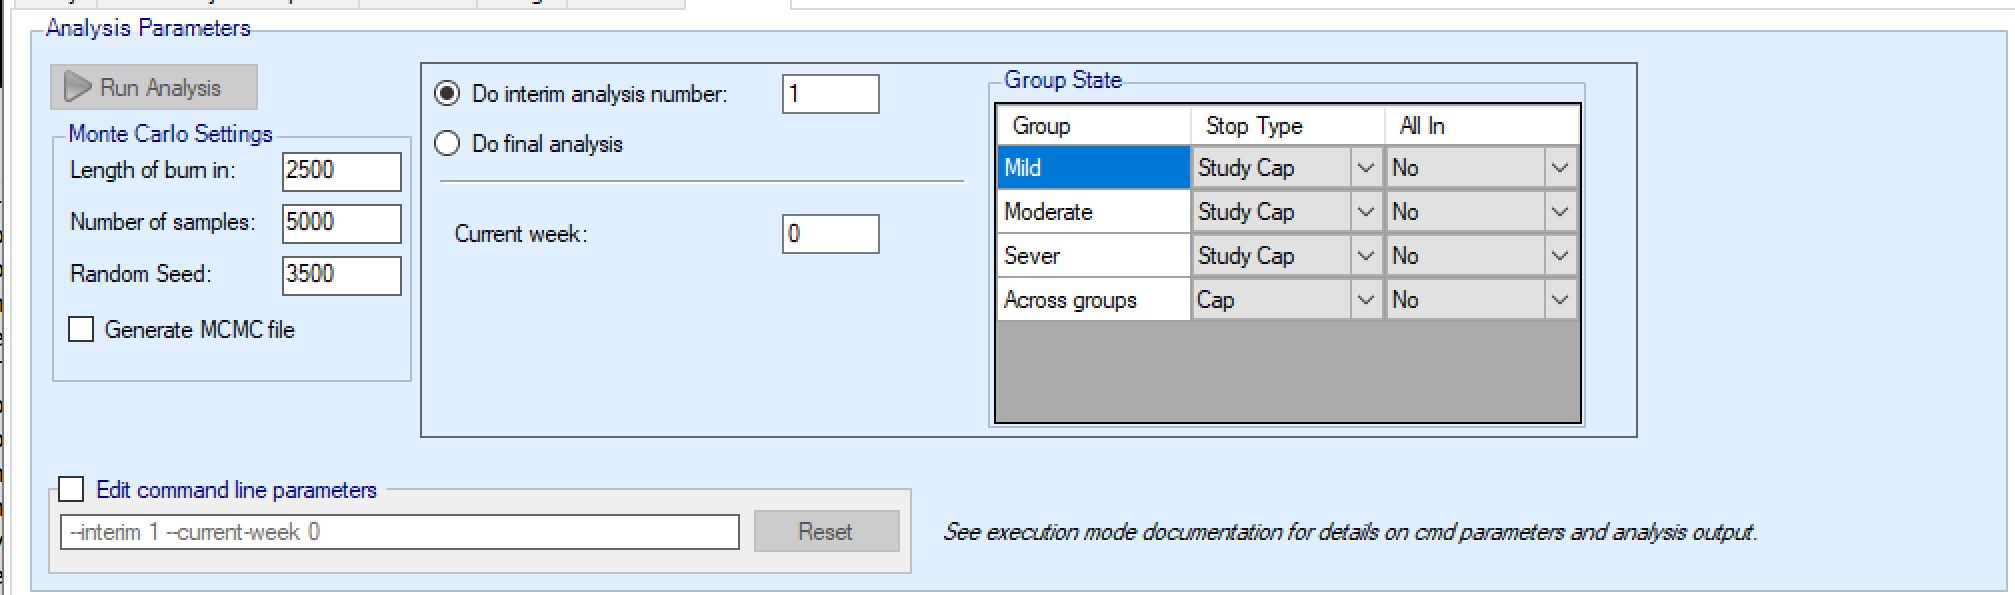 Analysis Parameters
Run Analysis
Monte Carlo Settings
Length of burn in: 2500
Number of samples: 5000
Random Seed: 3500
Generate MCMC file
Do interim analysis number: 1
Do final analysis
Current week: 0
Group State
Group Stop Type All In
Mild Study Cap No
Moderate Study Cap No
Sever Study Cap No
Across groups Cap No
Edit command line parameters
--interim 1 --current-week 0
Reset
See execution mode documentation for details on cmd parameters and analysis output.